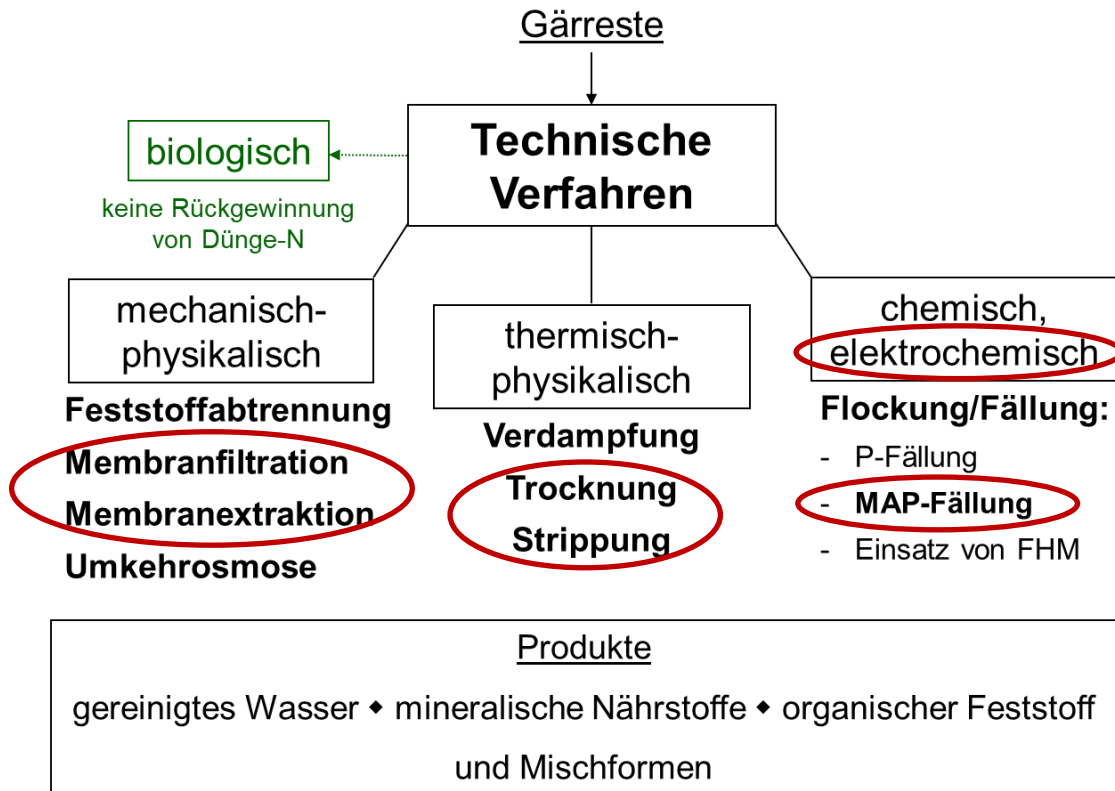 Gärreste
Technische
Verfahren
biologisch
keine Rückgewinnung
von Dünge-N
mechanisch-
physikalisch
Feststoffabtrennung
Membranfiltration
Membranextraktion
Umkehrosmose
thermisch-
physikalisch
Verdampfung
Trocknung
Strippung
chemisch,
elektrochemisch
Flockung/Fällung:
- P-Fällung
- MAP-Fällung
- Einsatz von FHM
Produkte
gereinigtes Wasser ◆ mineralische Nährstoffe ◆ organischer Feststoff
und Mischformen